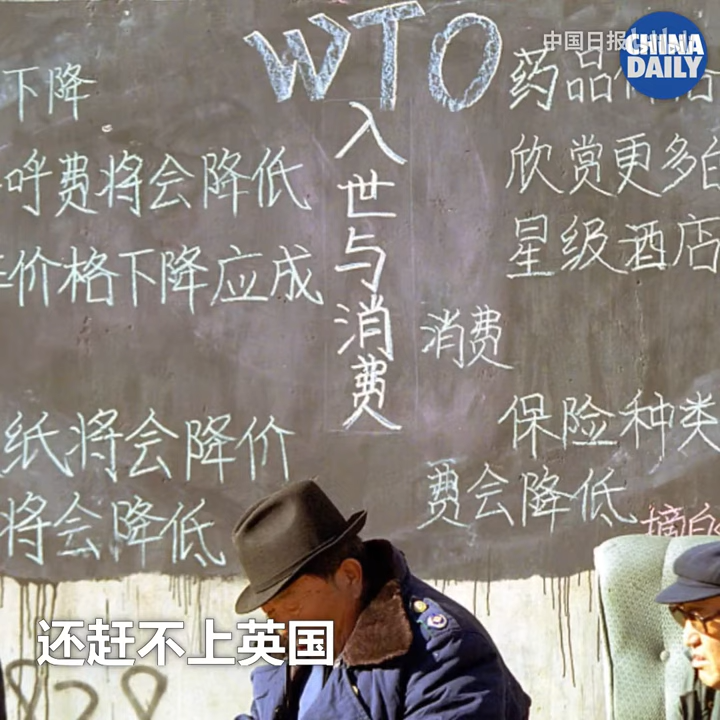 中国日报
CHINA DAILY
WTO
入世与消费
下降
呼费将会降低
价格下降应成
纸将会降价
将会降低
药品
欣赏更多
星级酒店
消费
保险种类
费会降低
摘自
还赶不上英国
828